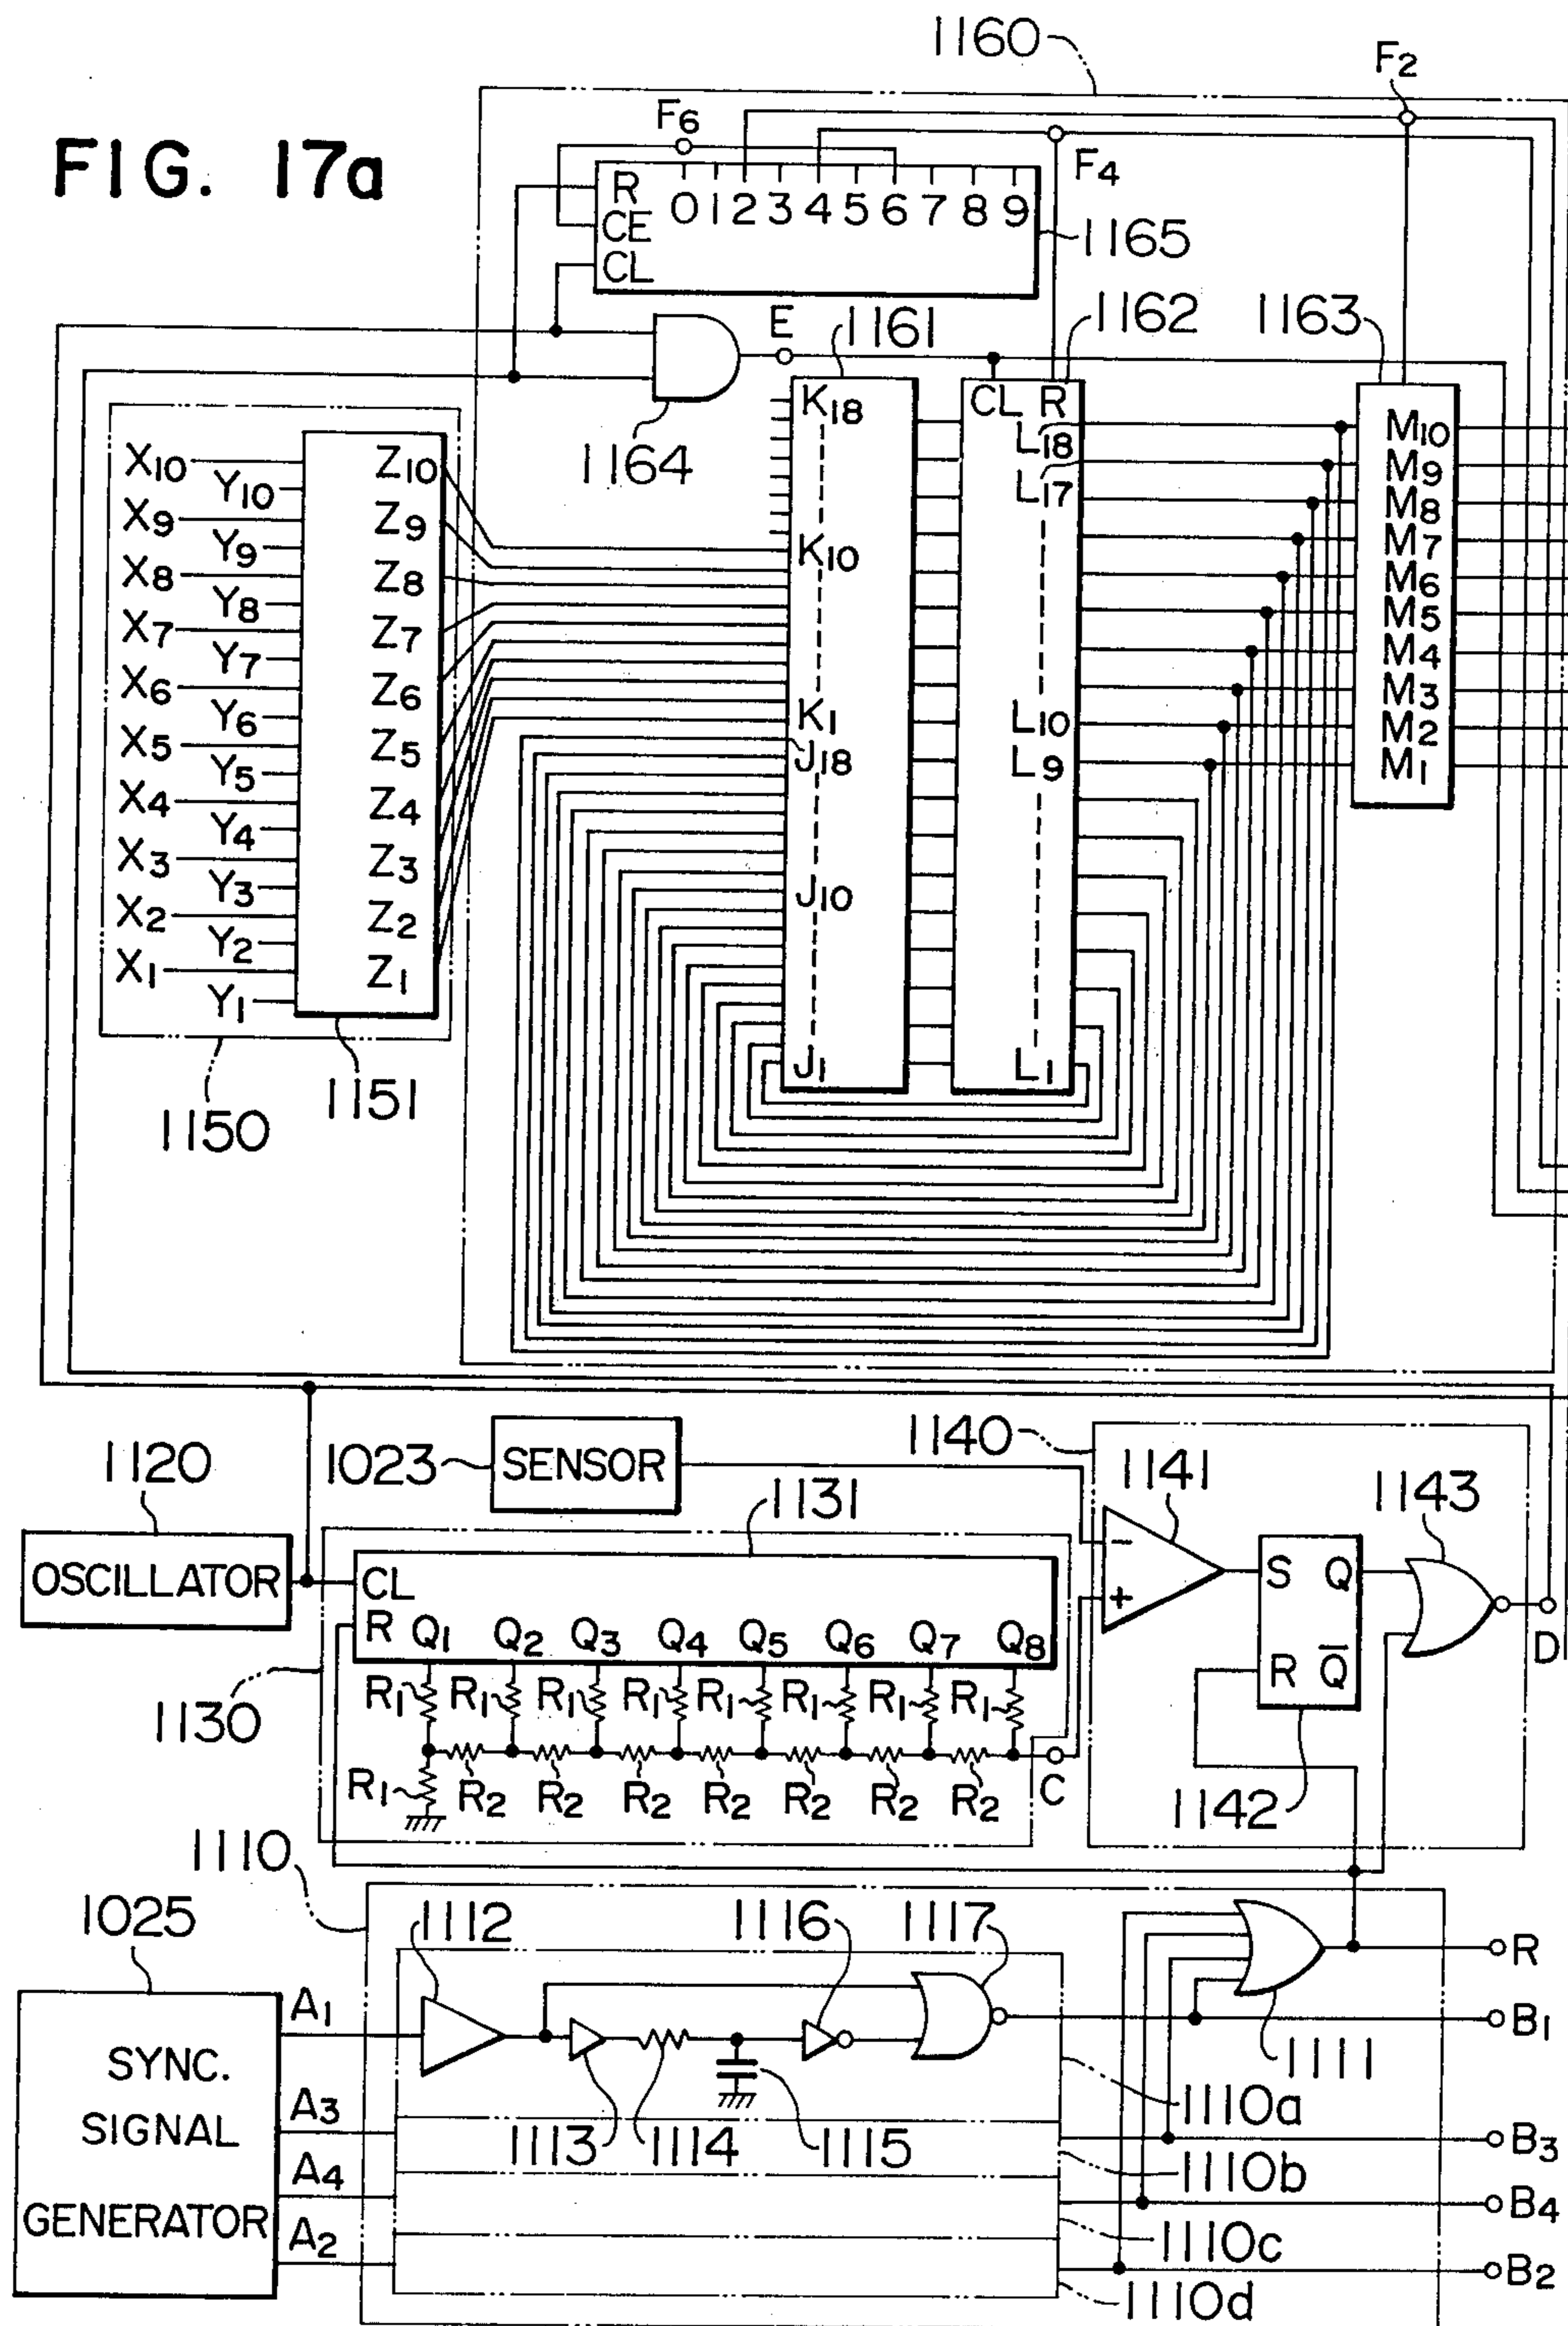 FIG. 17a
1160
F2
F6
F4
R
CE
CL
0 1 2 3 4 5 6 7 8 9
1165
E
1161
1162
1163
1164
CL R
K18
K10
K1
J18
J10
J1
L18
L17
L10
L9
L1
M10
M9
M8
M7
M6
M5
M4
M3
M2
M1
X10
Y10
X9
Y9
X8
Y8
X7
Y7
X6
Y6
X5
Y5
X4
Y4
X3
Y3
X2
Y2
X1
Y1
Z10
Z9
Z8
Z7
Z6
Z5
Z4
Z3
Z2
Z1
1150
1151
1120
OSCILLATOR
1023
SENSOR
1131
CL
R Q1 Q2 Q3 Q4 Q5 Q6 Q7 Q8
R1 R1 R1 R1 R1 R1 R1 R1
R1 R2 R2 R2 R2 R2 R2 R2
C
1130
1140
1141
−
+
S Q
R Q̅
1142
1143
D
1110
1025
SYNC.
SIGNAL
GENERATOR
A1
A3
A4
A2
1112
1116
1117
1113
1114
1115
1111
1110a
1110b
1110c
1110d
R
B1
B3
B4
B2